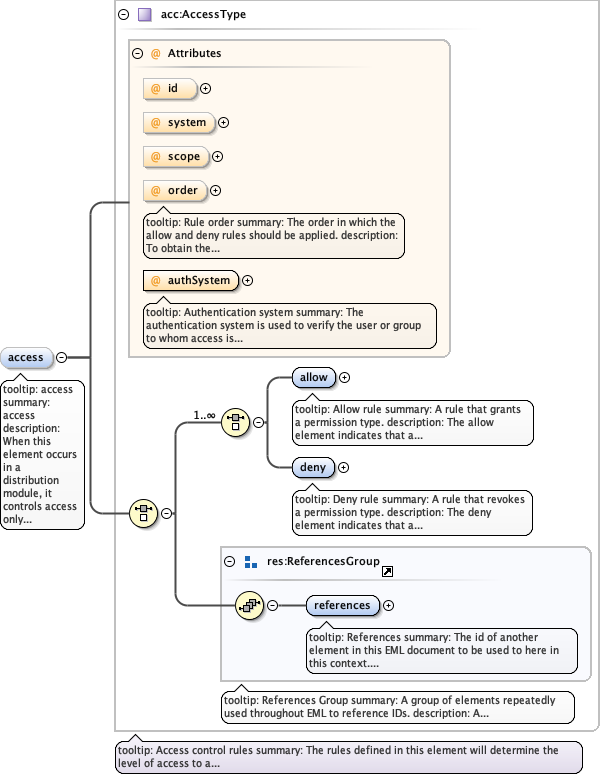 acc:AccessType
@ Attributes
@ id
@ system
@ scope
@ order
tooltip: Rule order summary: The order in which the
allow and deny rules should be applied. description:
To obtain the...
@ authSystem
tooltip: Authentication system summary: The
authentication system is used to verify the user or group
to whom access is...
access
tooltip: access
summary:
access
description:
When this
element occurs
in a
distribution
module, it
controls access
only...
1..∞
allow
tooltip: Allow rule summary: A rule that grants
a permission type. description: The allow
element indicates that a...
deny
tooltip: Deny rule summary: A rule that revokes
a permission type. description: The deny
element indicates that a...
res:ReferencesGroup
references
tooltip: References summary: The id of another
element in this EML document to be used to here in
this context....
tooltip: References Group summary: A group of elements repeatedly
used throughout EML to reference IDs. description: A...
tooltip: Access control rules summary: The rules defined in this element will determine the
level of access to a...